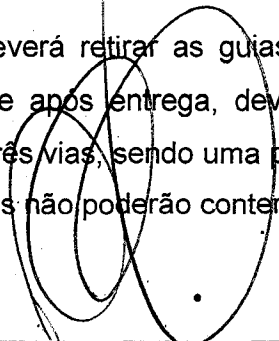 everá retirar as guias
e após entrega, dev
rês vias, sendo uma p
s não poderão conter